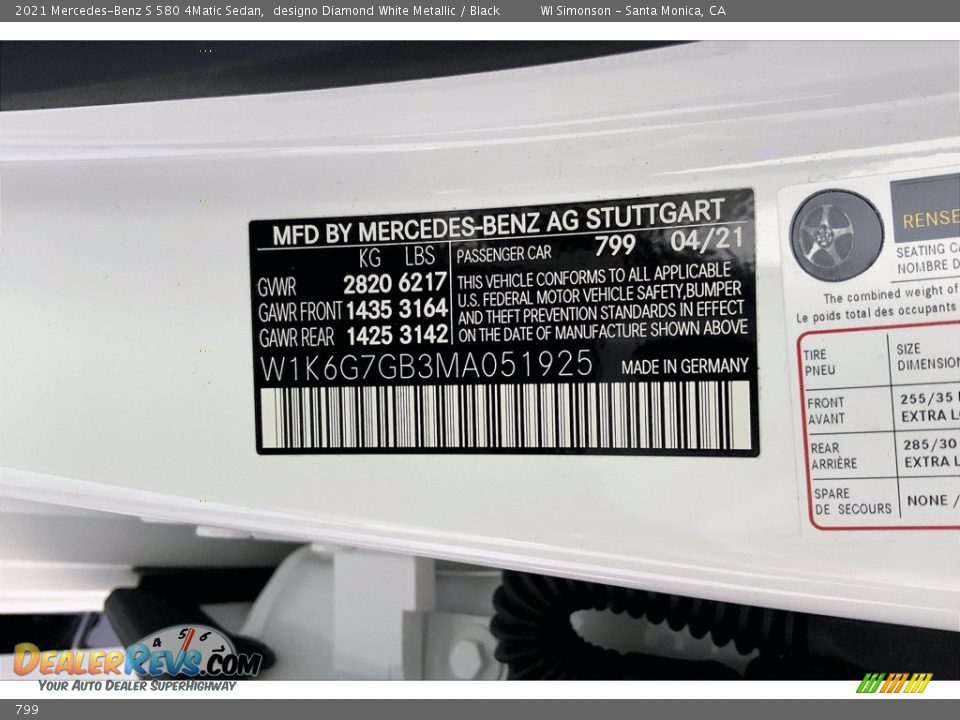 2021 Mercedes-Benz S 580 4Matic Sedan, designo Diamond White Metallic / Black WI Simonson - Santa Monica, CA
MFD BY MERCEDES-BENZ AG STUTTGART
KG LBS
GVWR 2820 6217
GAWR FRONT 1435 3164
GAWR REAR 1425 3142
PASSENGER CAR 799 04/21
THIS VEHICLE CONFORMS TO ALL APPLICABLE
U.S. FEDERAL MOTOR VEHICLE SAFETY,BUMPER
AND THEFT PREVENTION STANDARDS IN EFFECT
ON THE DATE OF MANUFACTURE SHOWN ABOVE
W1K6G7GB3MA051925 MADE IN GERMANY
SEATING
NOMBRE
The combined weight of
Le poids total des occupants
TIRE
PNEU
SIZE
DIMENSION
FRONT
AVANT
255/35
EXTRA
REAR
ARRIÈRE
285/30
EXTRA
SPARE
DE SECOURS
NONE /
4 5 6
DEALERREVS.COM
YOUR AUTO DEALER SUPERHIGHWAY
799